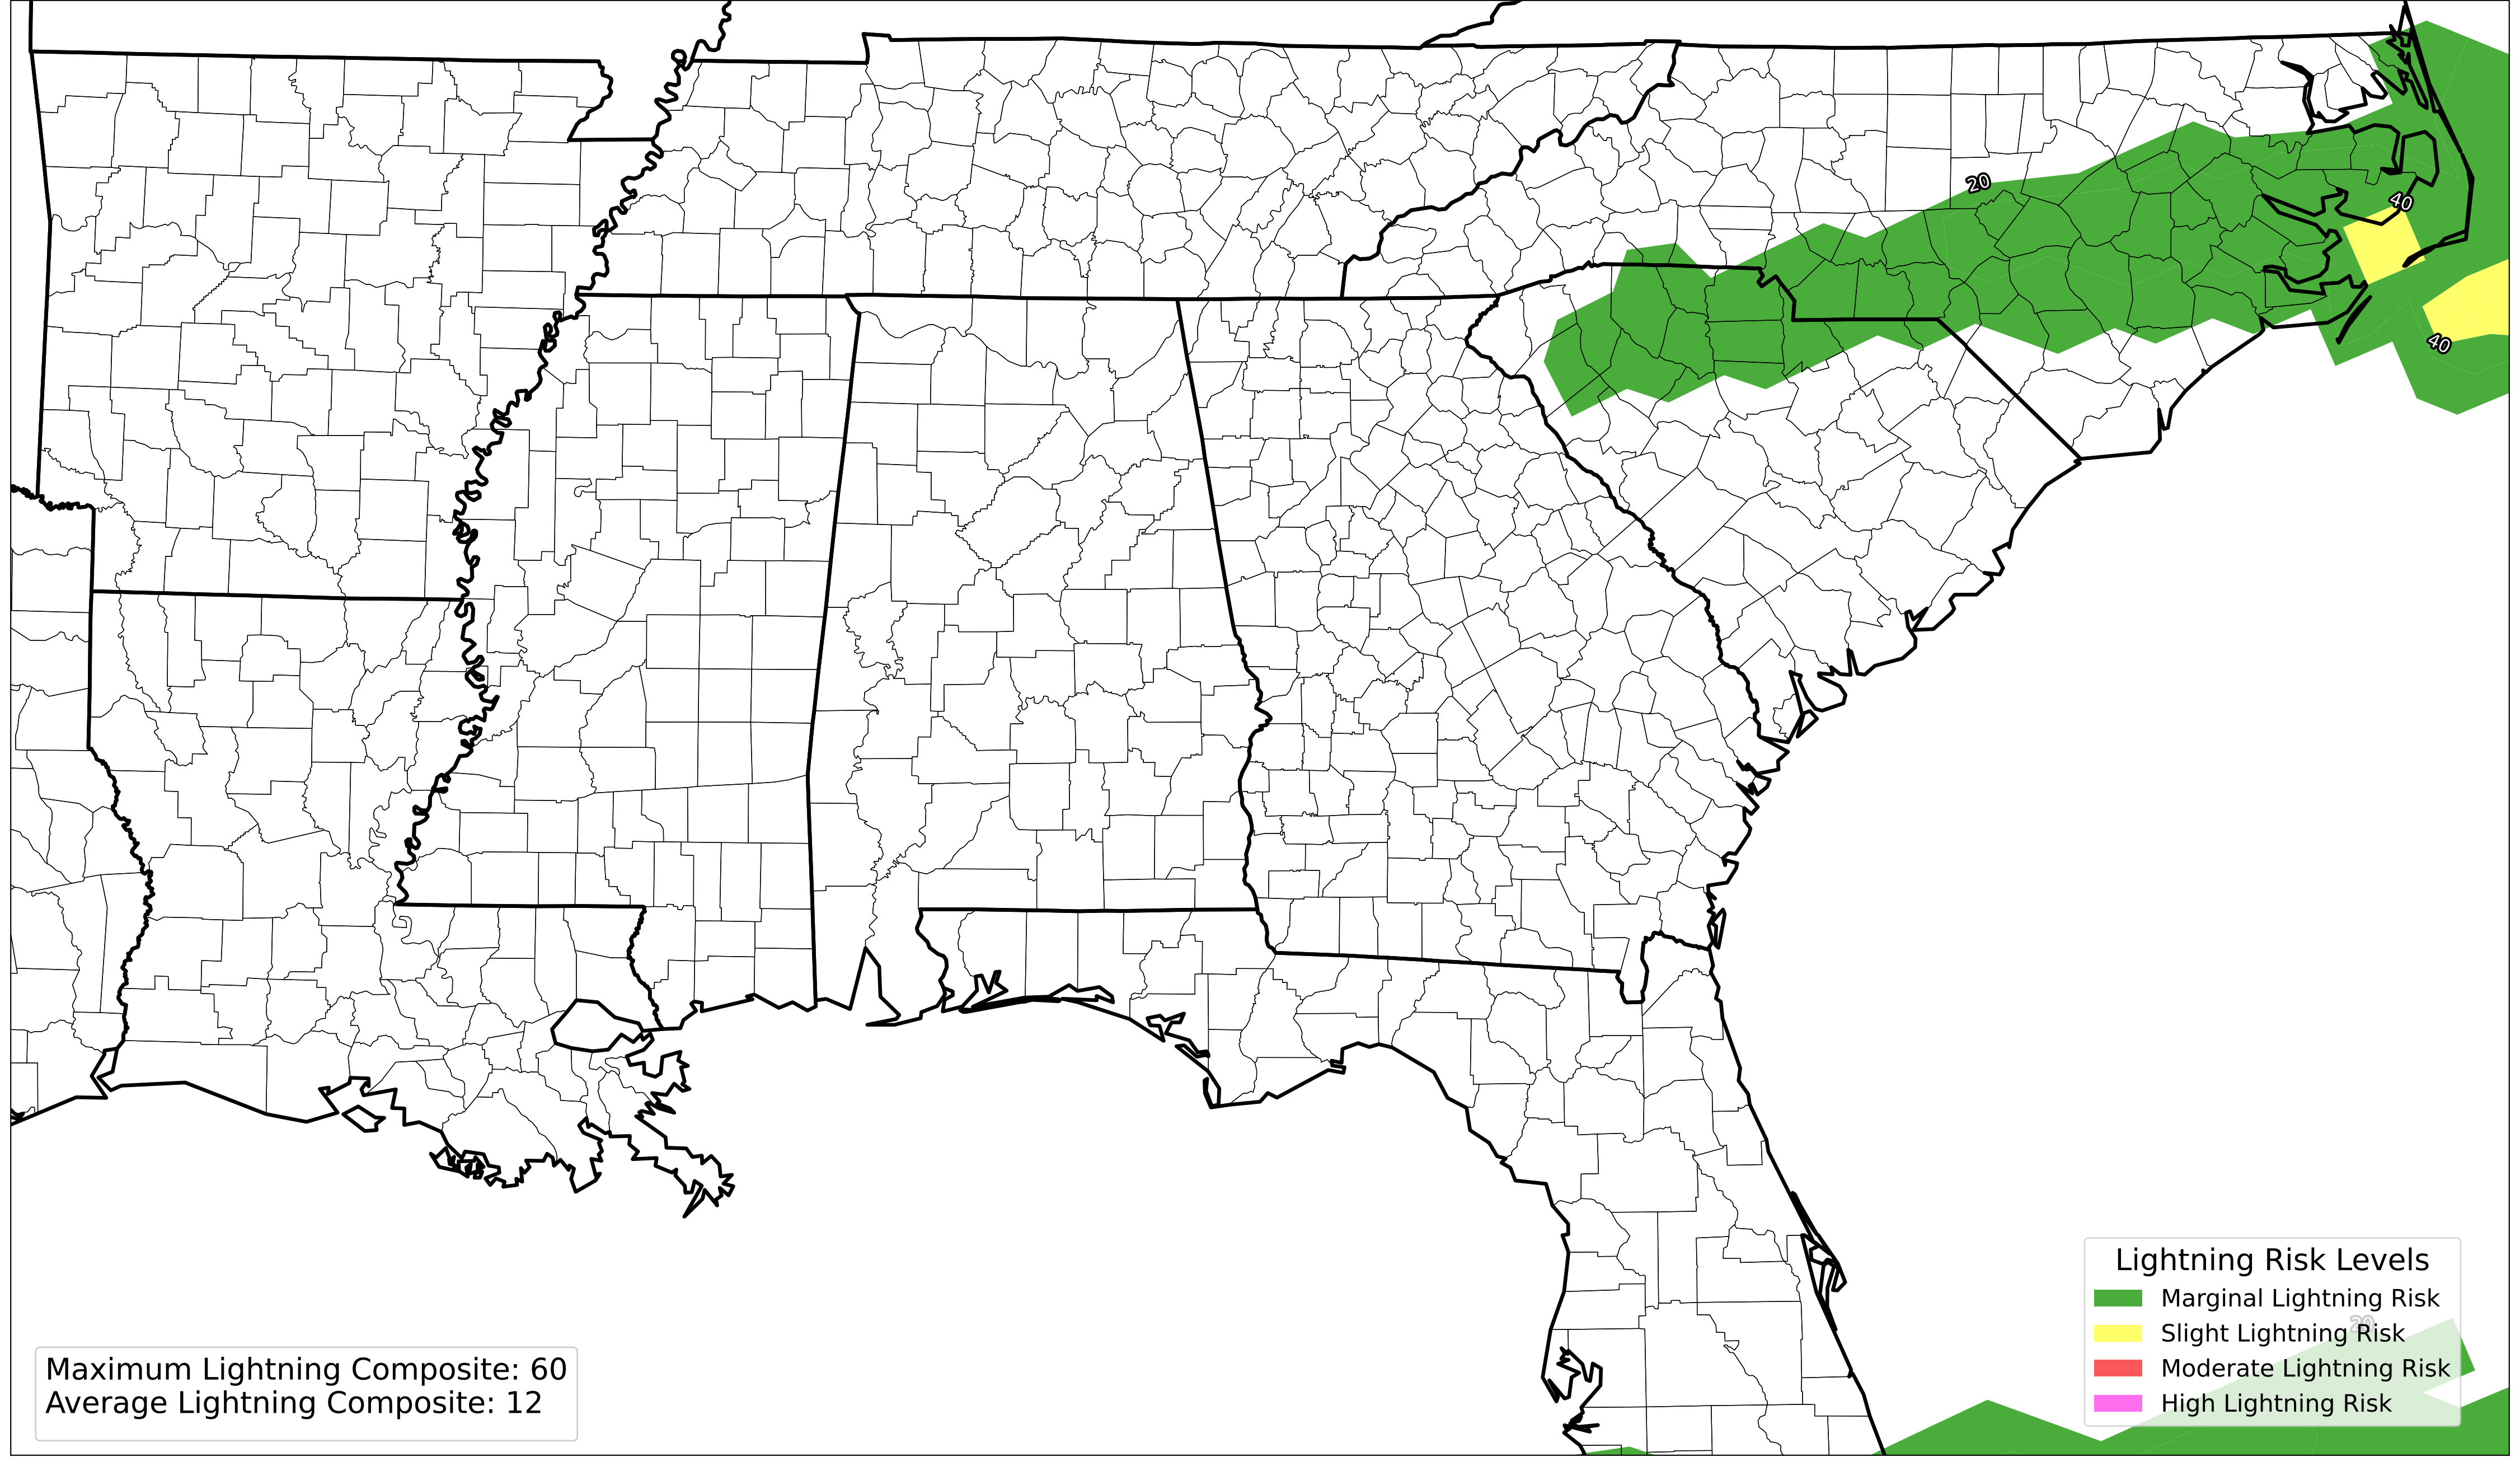 20
40
40
Lightning Risk Levels
Marginal Lightning Risk
20
Slight Lightning Risk
Moderate Lightning Risk
High Lightning Risk
Maximum Lightning Composite: 60
Average Lightning Composite: 12